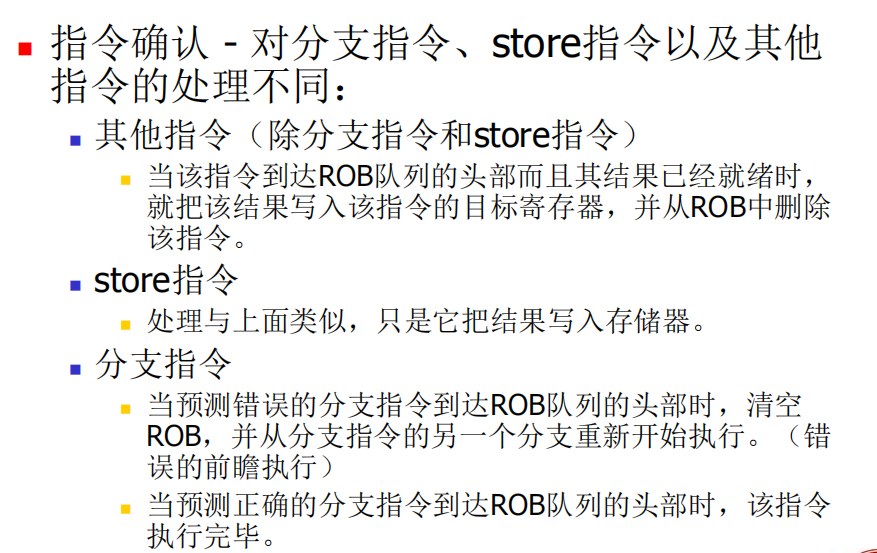 指令确认 - 对分支指令、store指令以及其他
指令的处理不同：
其他指令（除分支指令和store指令）
当该指令到达ROB队列的头部而且其结果已经就绪时，
就把该结果写入该指令的目标寄存器，并从ROB中删除
该指令。
store指令
处理与上面类似，只是它把结果写入存储器。
分支指令
当预测错误的分支指令到达ROB队列的头部时，清空
ROB，并从分支指令的另一个分支重新开始执行。（错
误的前瞻执行）
当预测正确的分支指令到达ROB队列的头部时，该指令
执行完毕。